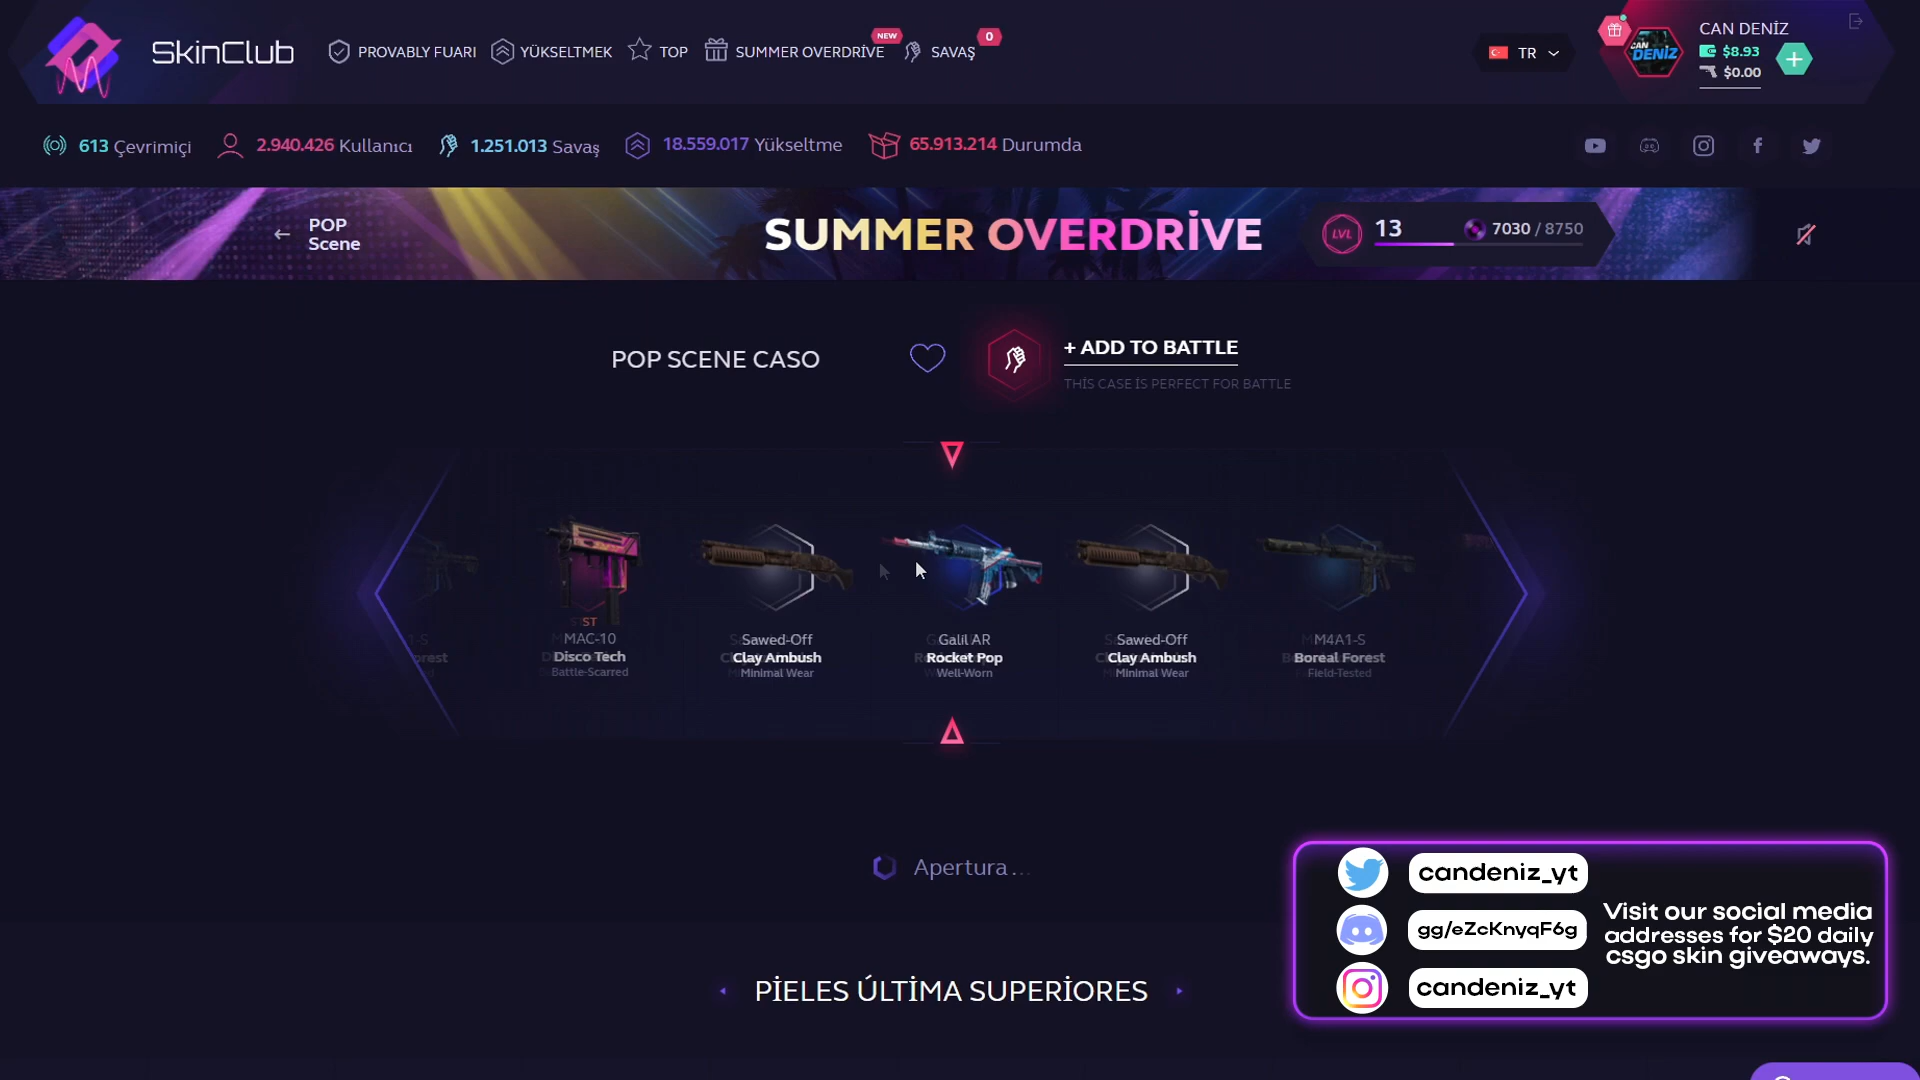 SkinClub
PROVABLY FUARI
YÜKSELTMEK
TOP
SUMMER OVERDRİVE
NEW
SAVAŞ
0
TR
CAN DENİZ
CAN DENİZ
$8.93
$0.00
613 Çevrimiçi
2.940.426 Kullanıcı
1.251.013 Savaş
18.559.017 Yükseltme
65.913.214 Durumda
POP
Scene
SUMMER OVERDRİVE
LVL
13
7030 / 8750
POP SCENE CASO
+ ADD TO BATTLE
THİS CASE İS PERFECT FOR BATTLE
ST
MAC-10
Disco Tech
Battle-Scarred
Sawed-Off
Clay Ambush
Minimal Wear
Galil AR
Rocket Pop
Well-Worn
Sawed-Off
Clay Ambush
Minimal Wear
M4A1-S
Boreal Forest
Field-Tested
Apertura...
PİELES ÚLTİMA SUPERİORES
candeniz_yt
gg/eZcKnyqF6g
candeniz_yt
Visit our social media
addresses for $20 daily
csgo skin giveaways.